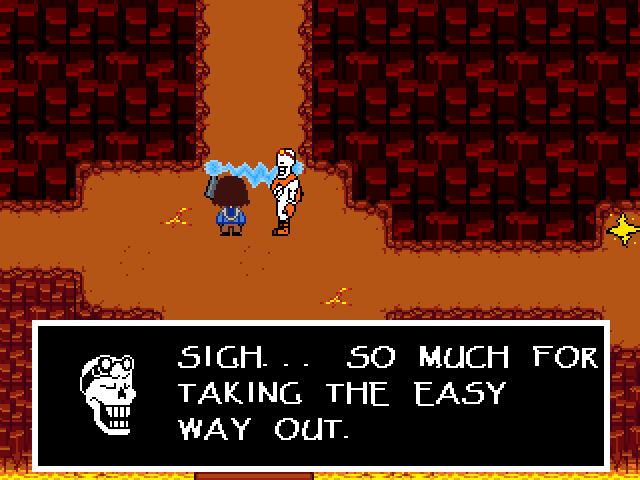 SIGH... SO MUCH FOR
TAKING THE EASY
WAY OUT.